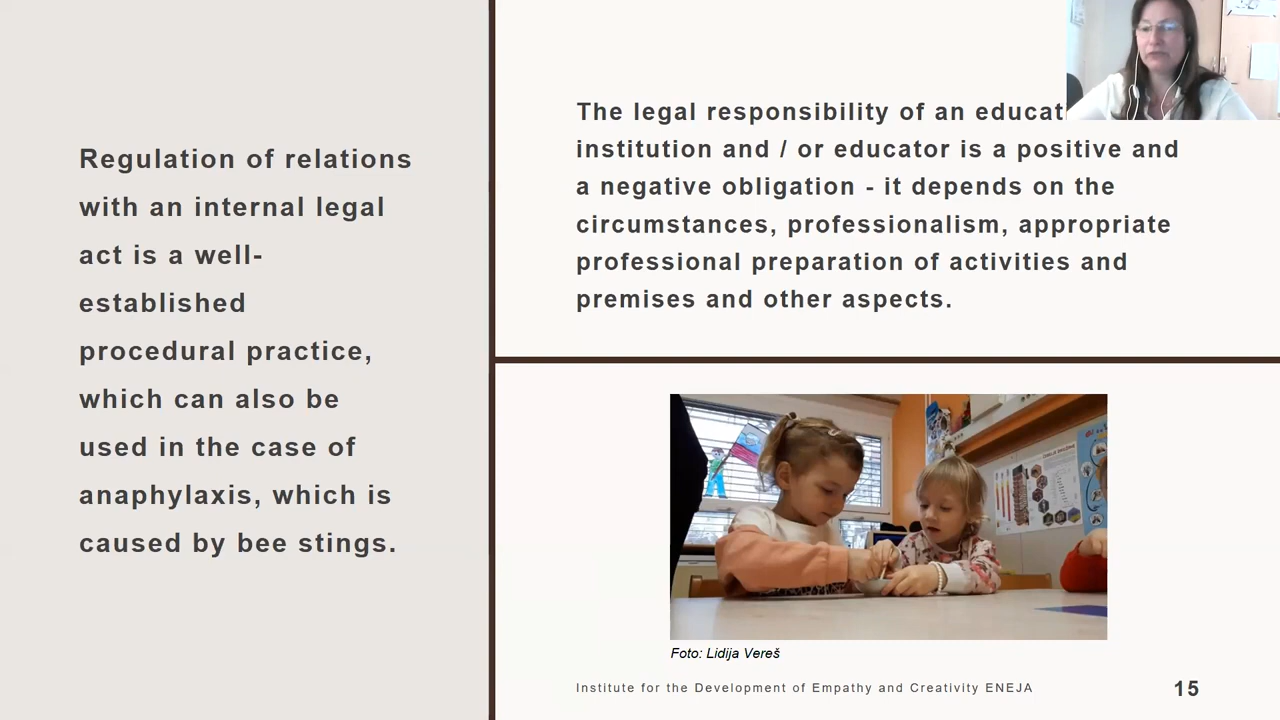 Regulation of relations
with an internal legal
act is a well-
established
procedural practice,
which can also be
used in the case of
anaphylaxis, which is
caused by bee stings.
The legal responsibility of an
institution and / or educator is a positive and
a negative obligation - it depends on the
circumstances, professionalism, appropriate
professional preparation of activities and
premises and other aspects.
Foto: Lidija Vereš
Institute for the Development of Empathy and Creativity ENEJA
15